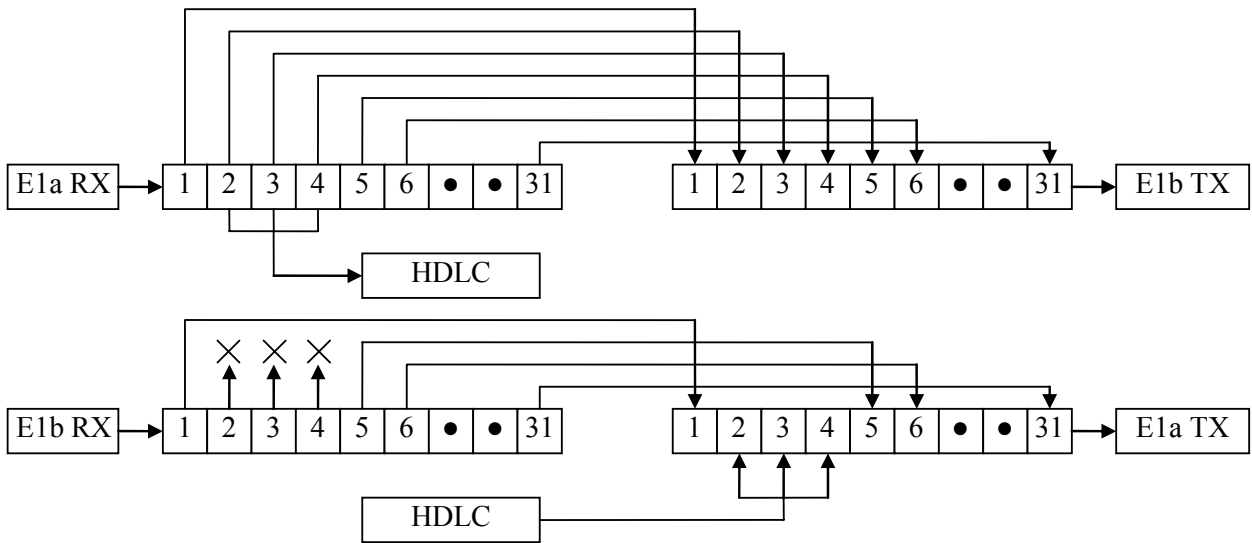 E1a RX 1 2 3 4 5 6 • • 31 1 2 3 4 5 6 • • 31 E1b TX
HDLC
E1b RX 1 2 3 4 5 6 • • 31 1 2 3 4 5 6 • • 31 E1a TX
HDLC